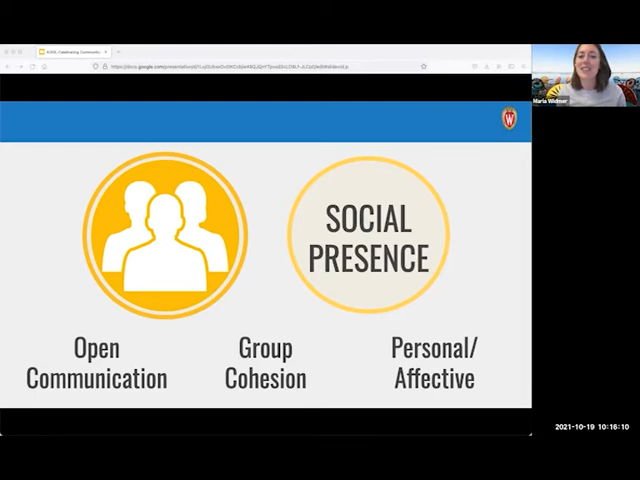 SOCIAL
PRESENCE
Open
Communication
Group
Cohesion
Personal/
Affective
W
Maria Widmer
2021-10-19 10:16:10